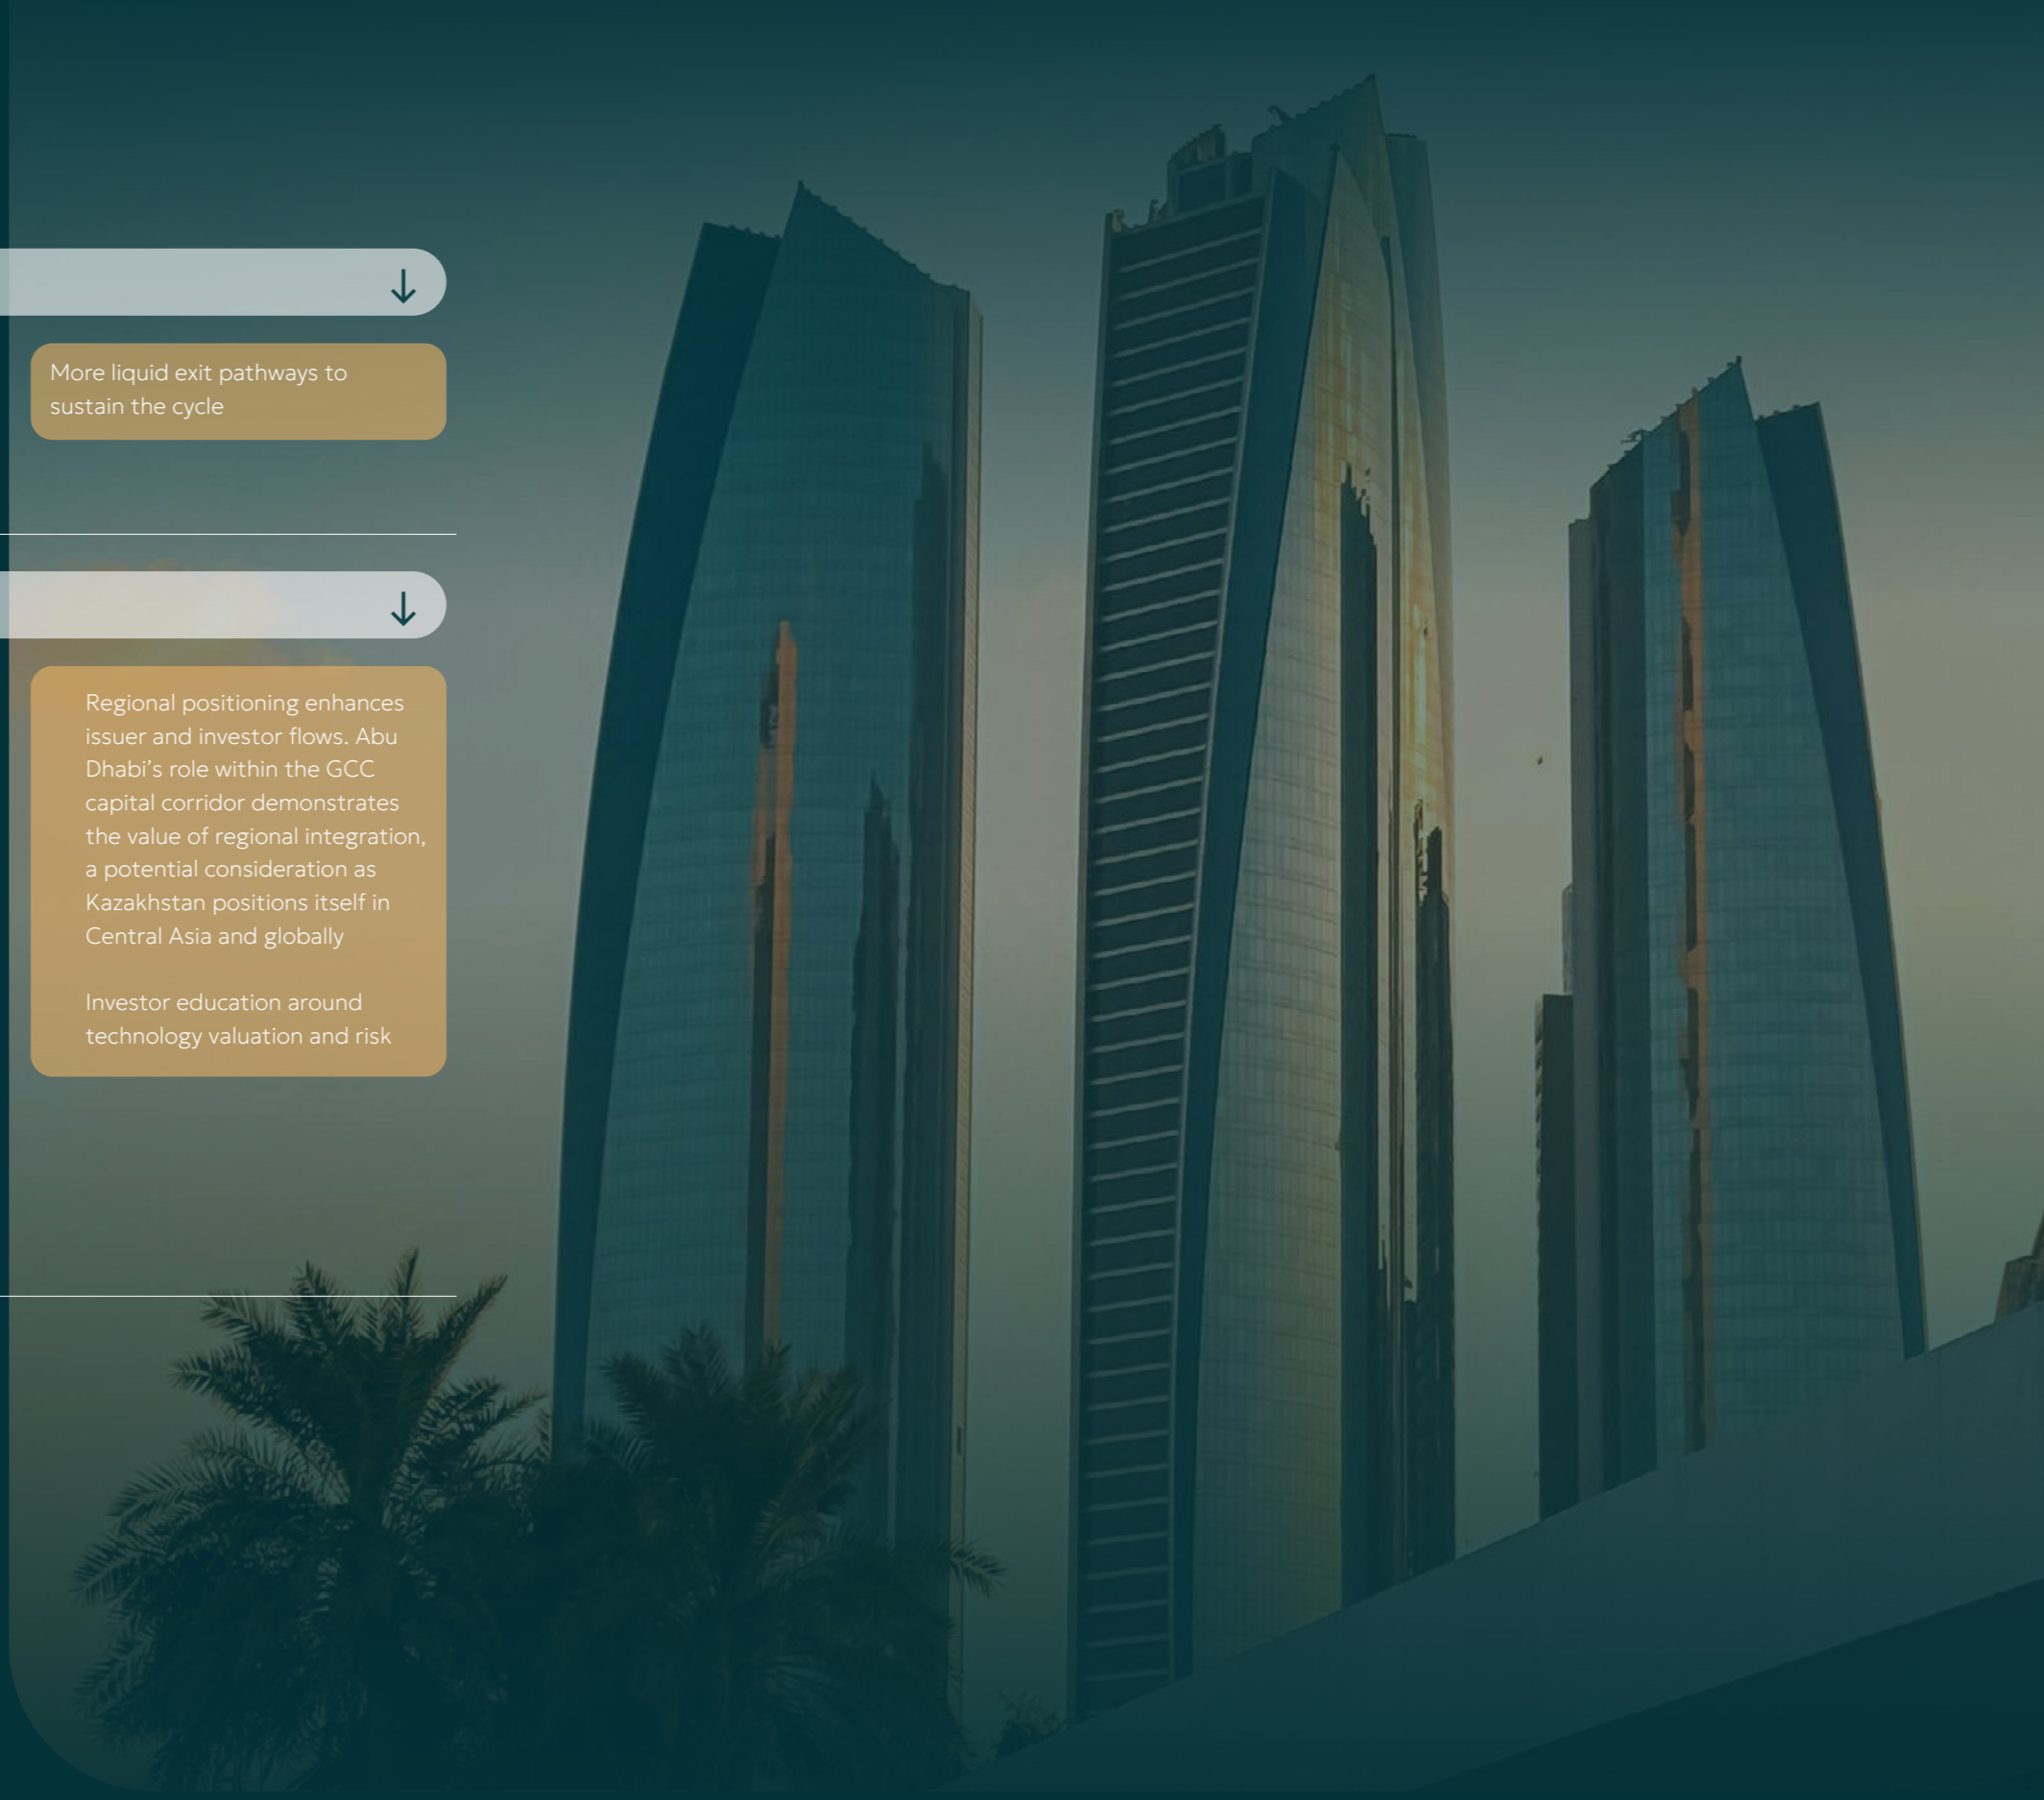 More liquid exit pathways to
sustain the cycle
Regional positioning enhances
issuer and investor flows. Abu
Dhabi’s role within the GCC
capital corridor demonstrates
the value of regional integration,
a potential consideration as
Kazakhstan positions itself in
Central Asia and globally
Investor education around
technology valuation and risk